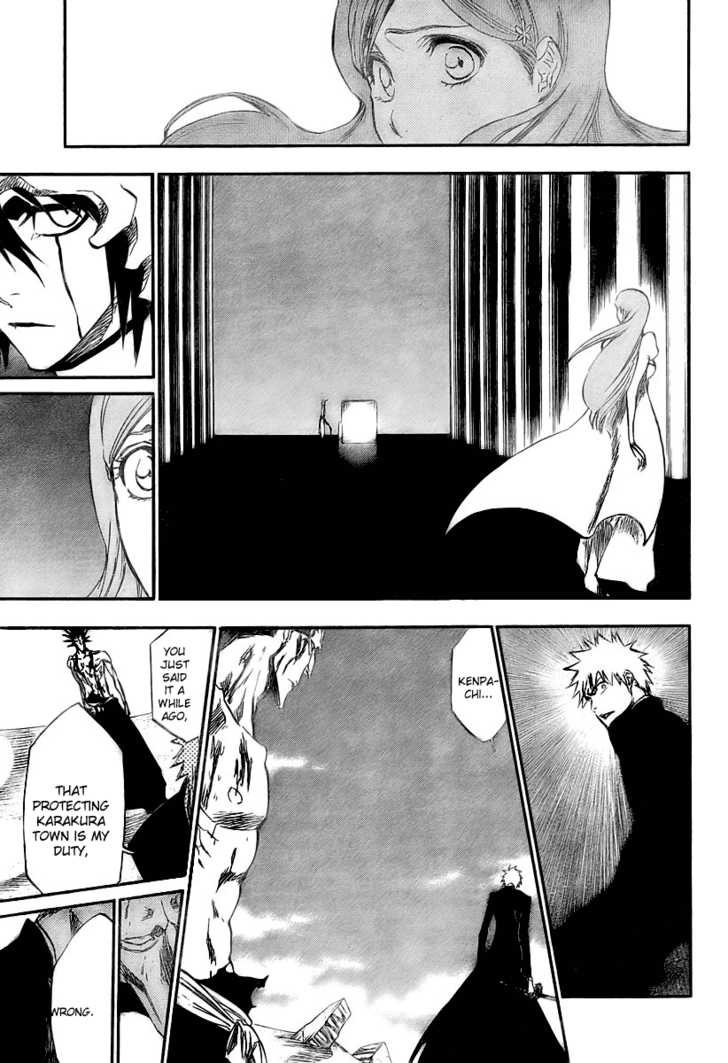 KENPA-
CHI...
YOU
JUST
SAID
IT A
WHILE
AGO,
THAT
PROTECTING
KARAKURA
TOWN IS MY
DUTY,
WRONG.